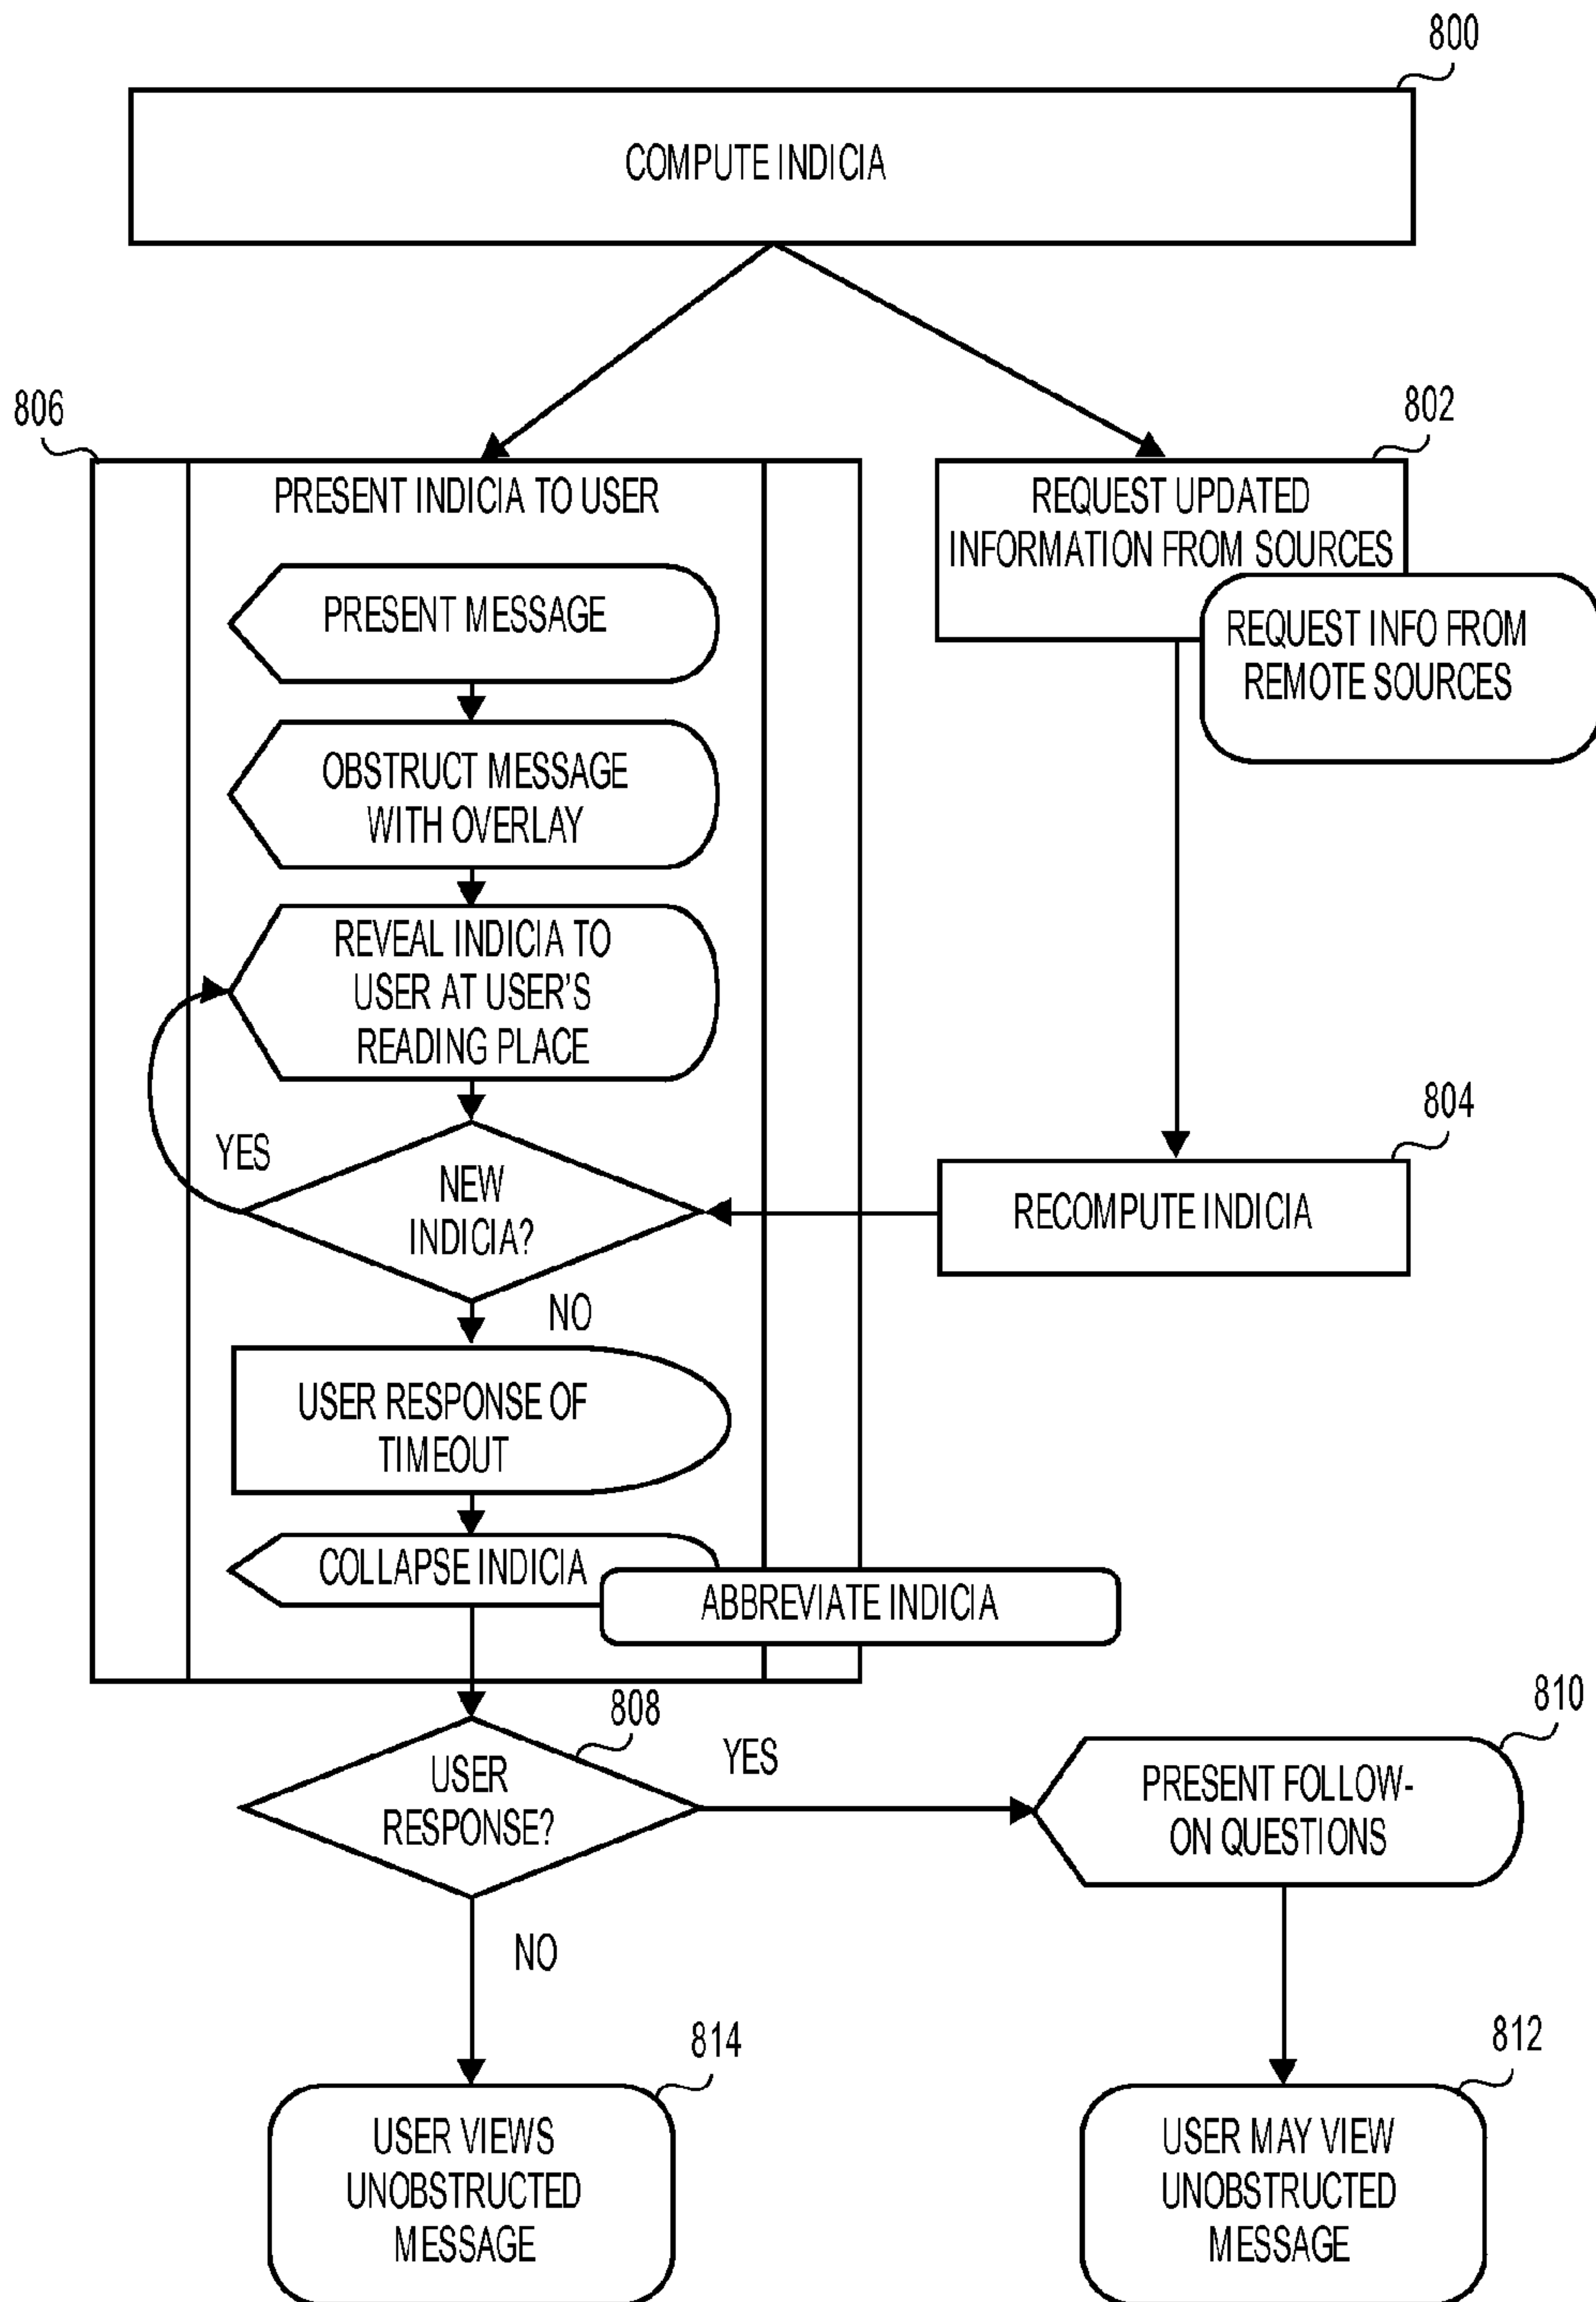 800
COMPUTE INDICIA
806
802
PRESENT INDICIA TO USER
PRESENT MESSAGE
OBSTRUCT MESSAGE
WITH OVERLAY
REVEAL INDICIA TO
USER AT USER'S
READING PLACE
YES
NEW
INDICIA?
NO
USER RESPONSE OF
TIMEOUT
COLLAPSE INDICIA
ABBREVIATE INDICIA
REQUEST UPDATED
INFORMATION FROM SOURCES
REQUEST INFO FROM
REMOTE SOURCES
804
RECOMPUTE INDICIA
808
USER
RESPONSE?
YES
NO
810
PRESENT FOLLOW-
ON QUESTIONS
814
USER VIEWS
UNOBSTRUCTED
MESSAGE
812
USER MAY VIEW
UNOBSTRUCTED
MESSAGE